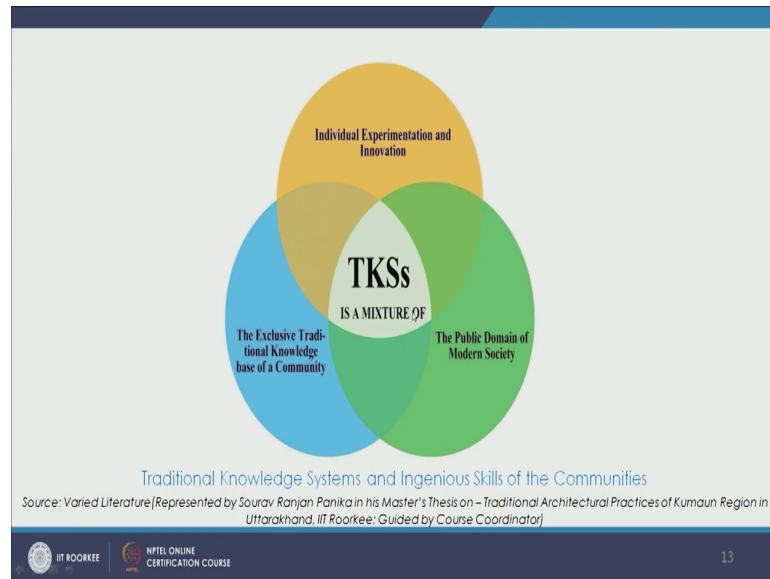 Individual Experimentation and
Innovation
TKSs
IS A MIXTURE OF
The Exclusive Tradi-
tional Knowledge
base of a Community
The Public Domain of
Modern Society
Traditional Knowledge Systems and Ingenious Skills of the Communities
Source: Varied Literature(Represented by Sourav Ranjan Panika in his Master's Thesis on – Traditional Architectural Practices of Kumaun Region in
Uttarakhand, IIT Roorkee; Guided by Course Coordinator)
IIT ROORKEE
NPTEL
NPTEL ONLINE
CERTIFICATION COURSE
13